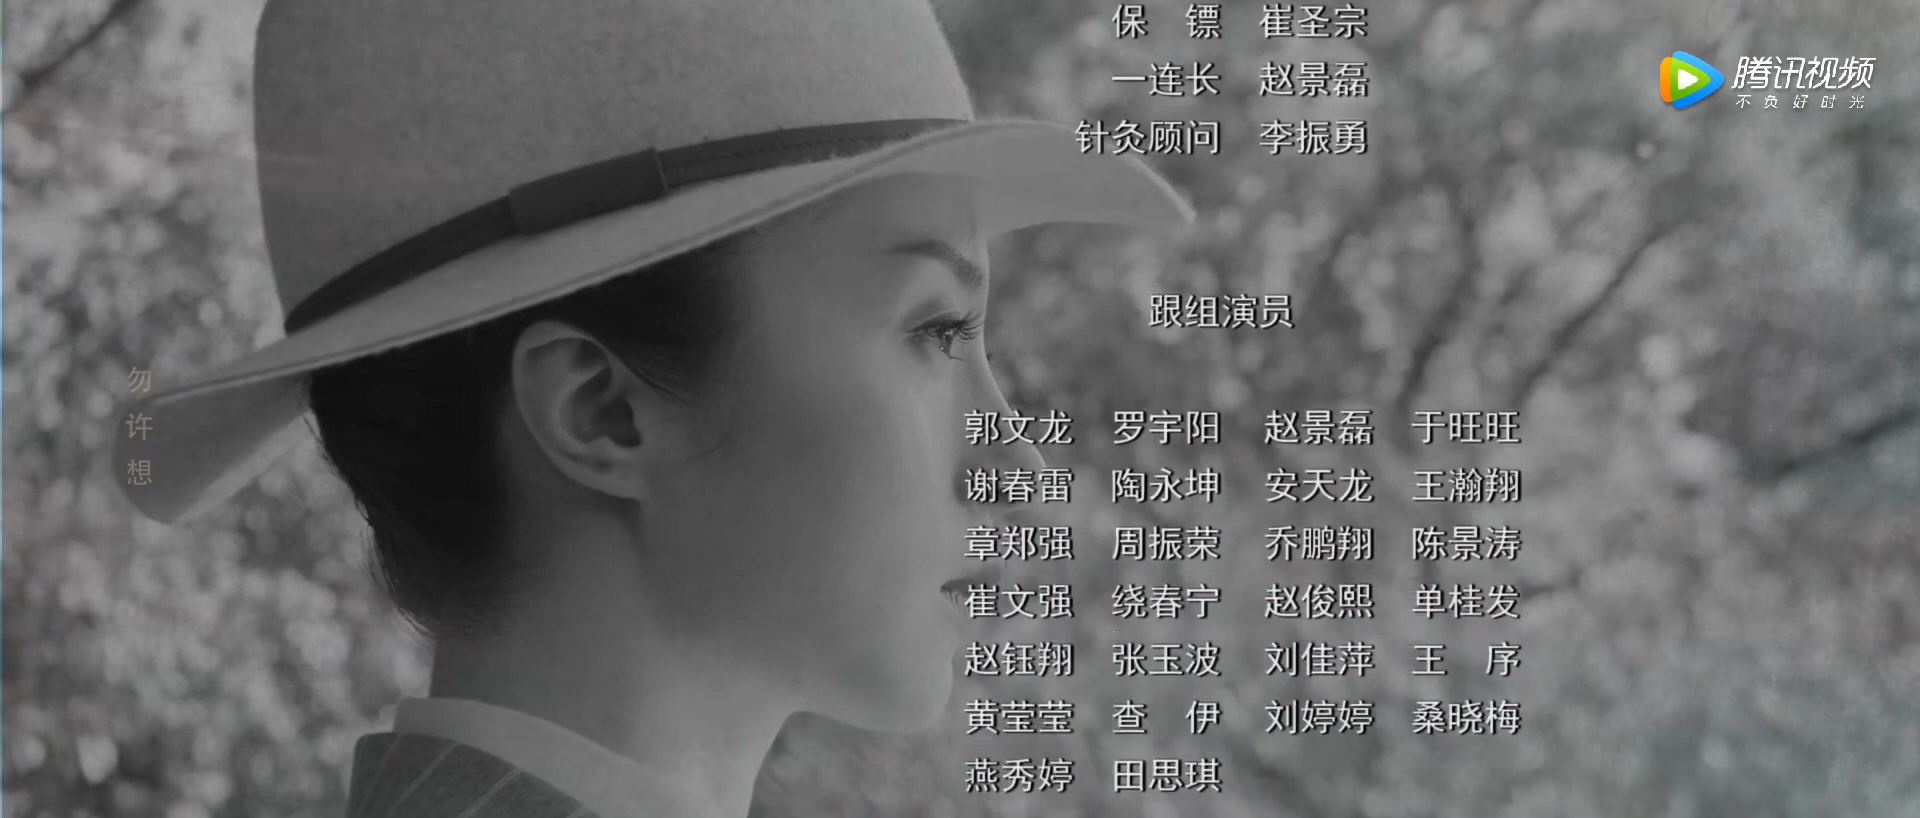 保　镖　崔圣宗
一连长　赵景磊
针灸顾问　李振勇
腾讯视频
不负好时光
跟组演员
勿许想
郭文龙　罗宇阳　赵景磊　于旺旺
谢春雷　陶永坤　安天龙　王瀚翔
章郑强　周振荣　乔鹏翔　陈景涛
崔文强　绕春宁　赵俊熙　单桂发
赵钰翔　张玉波　刘佳萍　王　序
黄莹莹　查　伊　刘婷婷　桑晓梅
燕秀婷　田思琪